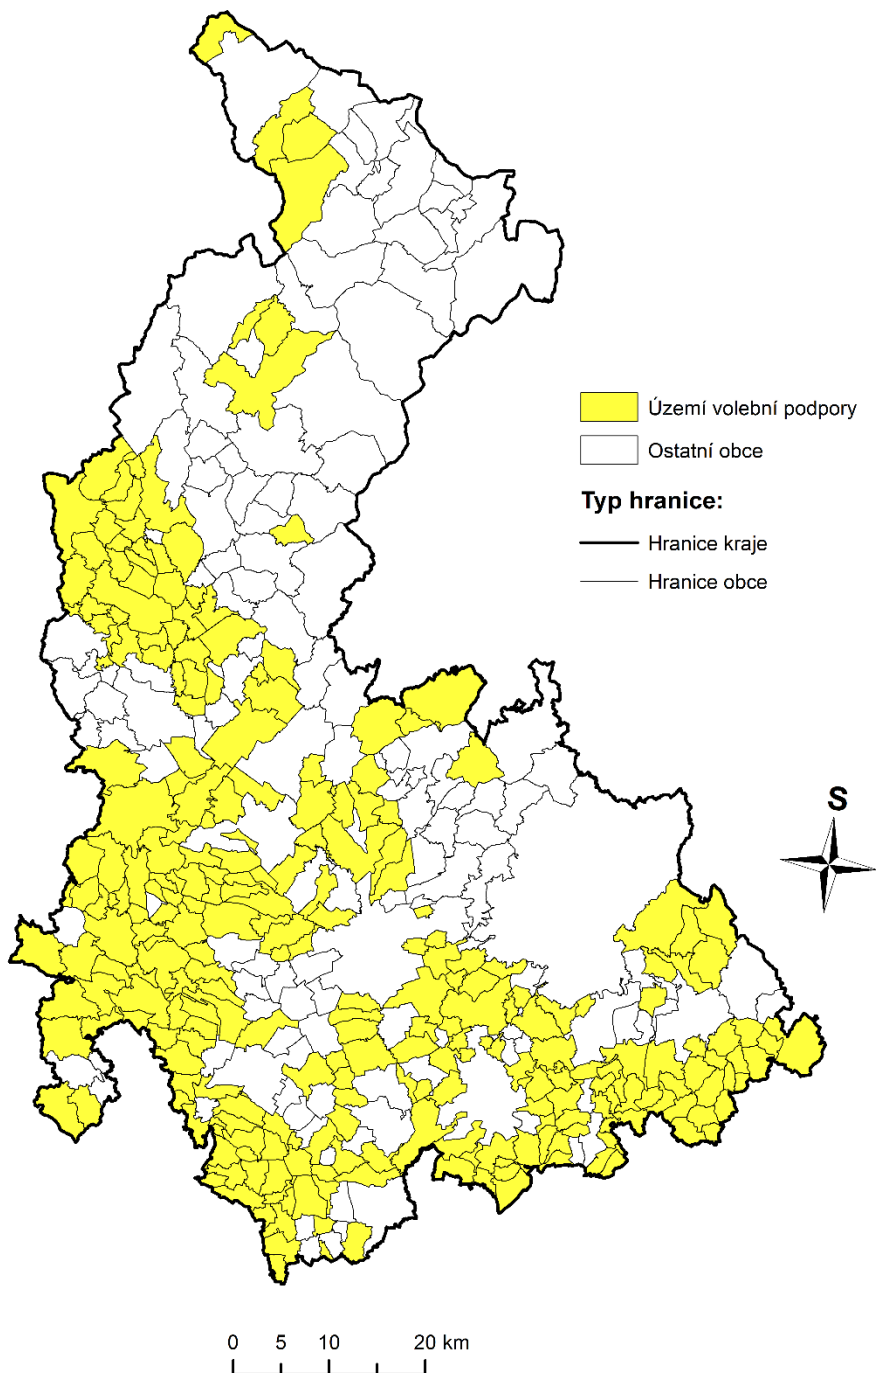 Území volební podpory
Ostatní obce
Typ hranice:
Hranice kraje
Hranice obce
S
0 5 10 20 km